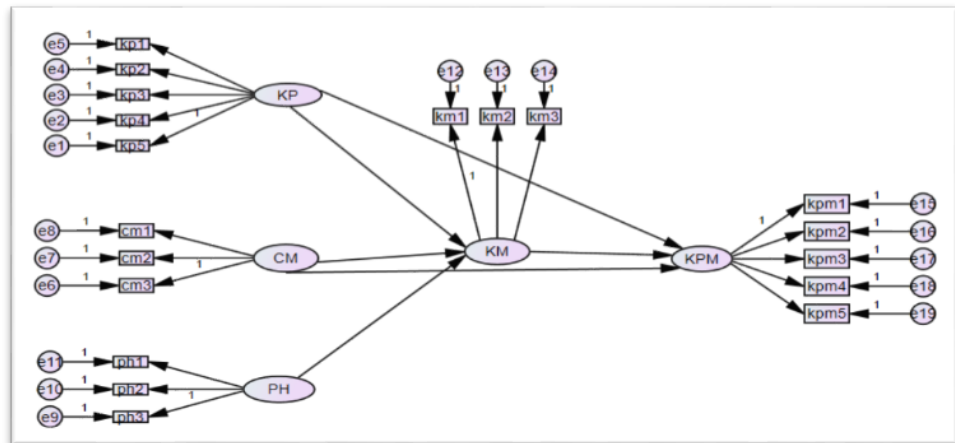 e5 1 kp1
e4 1 kp2
e3 1 kp3
e2 1 kp4 1
e1 1 kp5
KP
e12 e13 e14
1 1 1
km1 km2 km3
1
e8 1 cm1
e7 1 cm2
e6 1 cm3 1
CM
KM
KPM
1 kpm1 1 e15
kpm2 1 e16
kpm3 1 e17
kpm4 1 e18
kpm5 1 e19
e11 1 ph1
e10 1 ph2
e9 1 ph3 1
PH